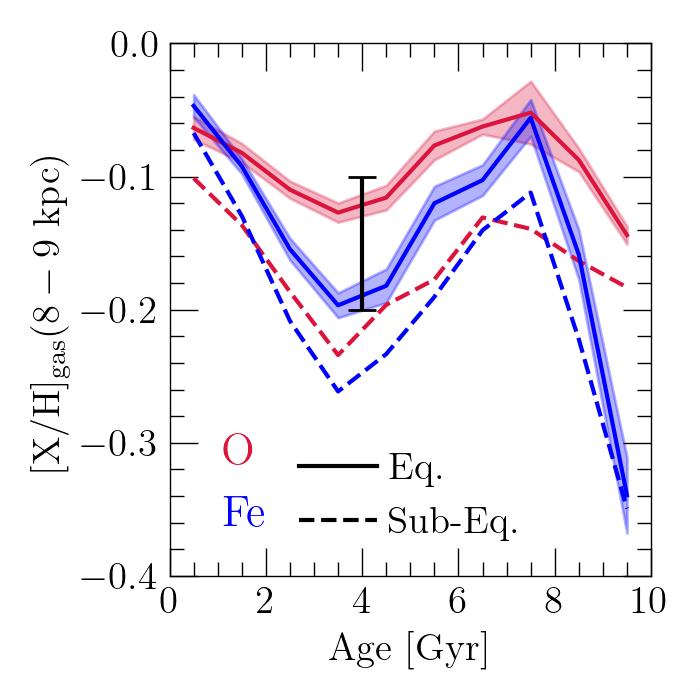 0.0
−0.1
−0.2
−0.3
−0.4
[X/H]gas(8 − 9 kpc)
O
Eq.
Fe
Sub-Eq.
0 2 4 6 8 10
Age [Gyr]